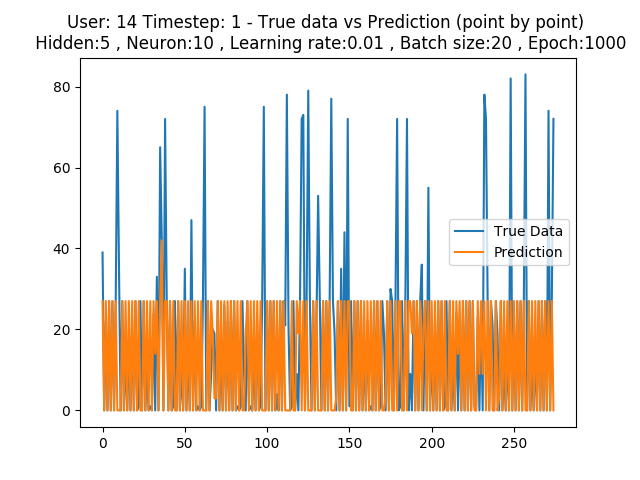 User: 14 Timestep: 1 - True data vs Prediction (point by point)
Hidden:5 , Neuron:10 , Learning rate:0.01 , Batch size:20 , Epoch:1000
80
60
40
20
0
True Data
Prediction
0 50 100 150 200 250